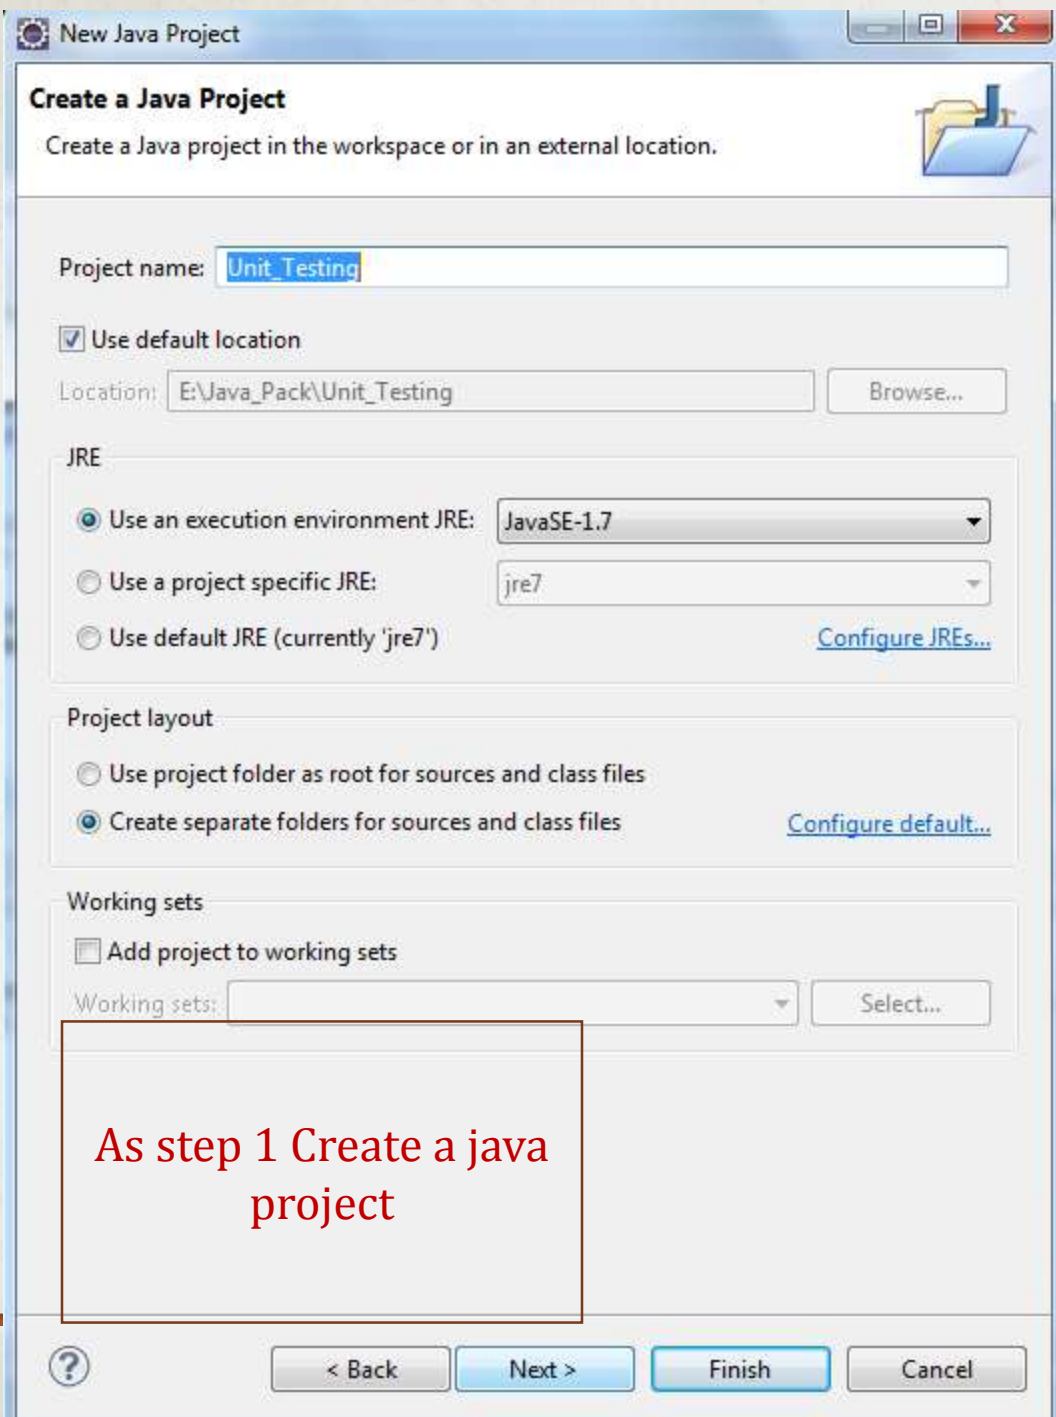 New Java Project
Create a Java Project
Create a Java project in the workspace or in an external location.
Project name: Unit_Testing
Use default location
Location: E:\Java_Pack\Unit_Testing Browse...
JRE
Use an execution environment JRE: JavaSE-1.7
Use a project specific JRE: jre7
Use default JRE (currently 'jre7') Configure JREs...
Project layout
Use project folder as root for sources and class files
Create separate folders for sources and class files Configure default...
Working sets
Add project to working sets
Working sets: Select...
As step 1 Create a java
project
? < Back Next > Finish Cancel